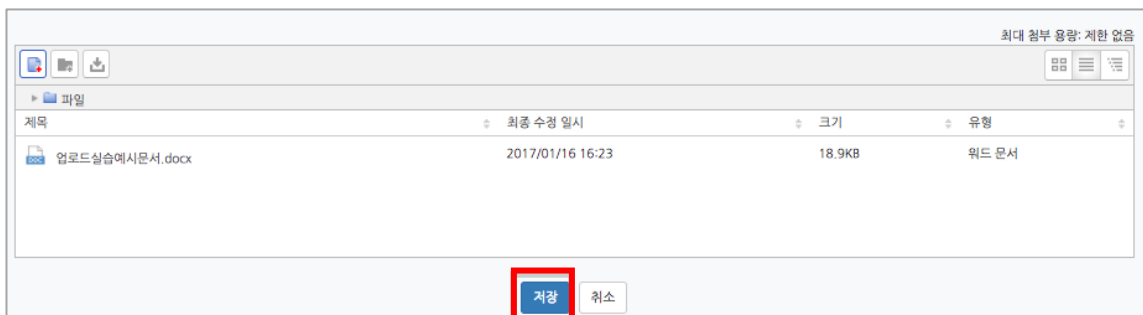 최대 첨부 용량: 제한 없음
파일
제목 최종 수정 일시 크기 유형
업로드실습예시문서.docx 2017/01/16 16:23 18.9KB 워드 문서
저장 취소